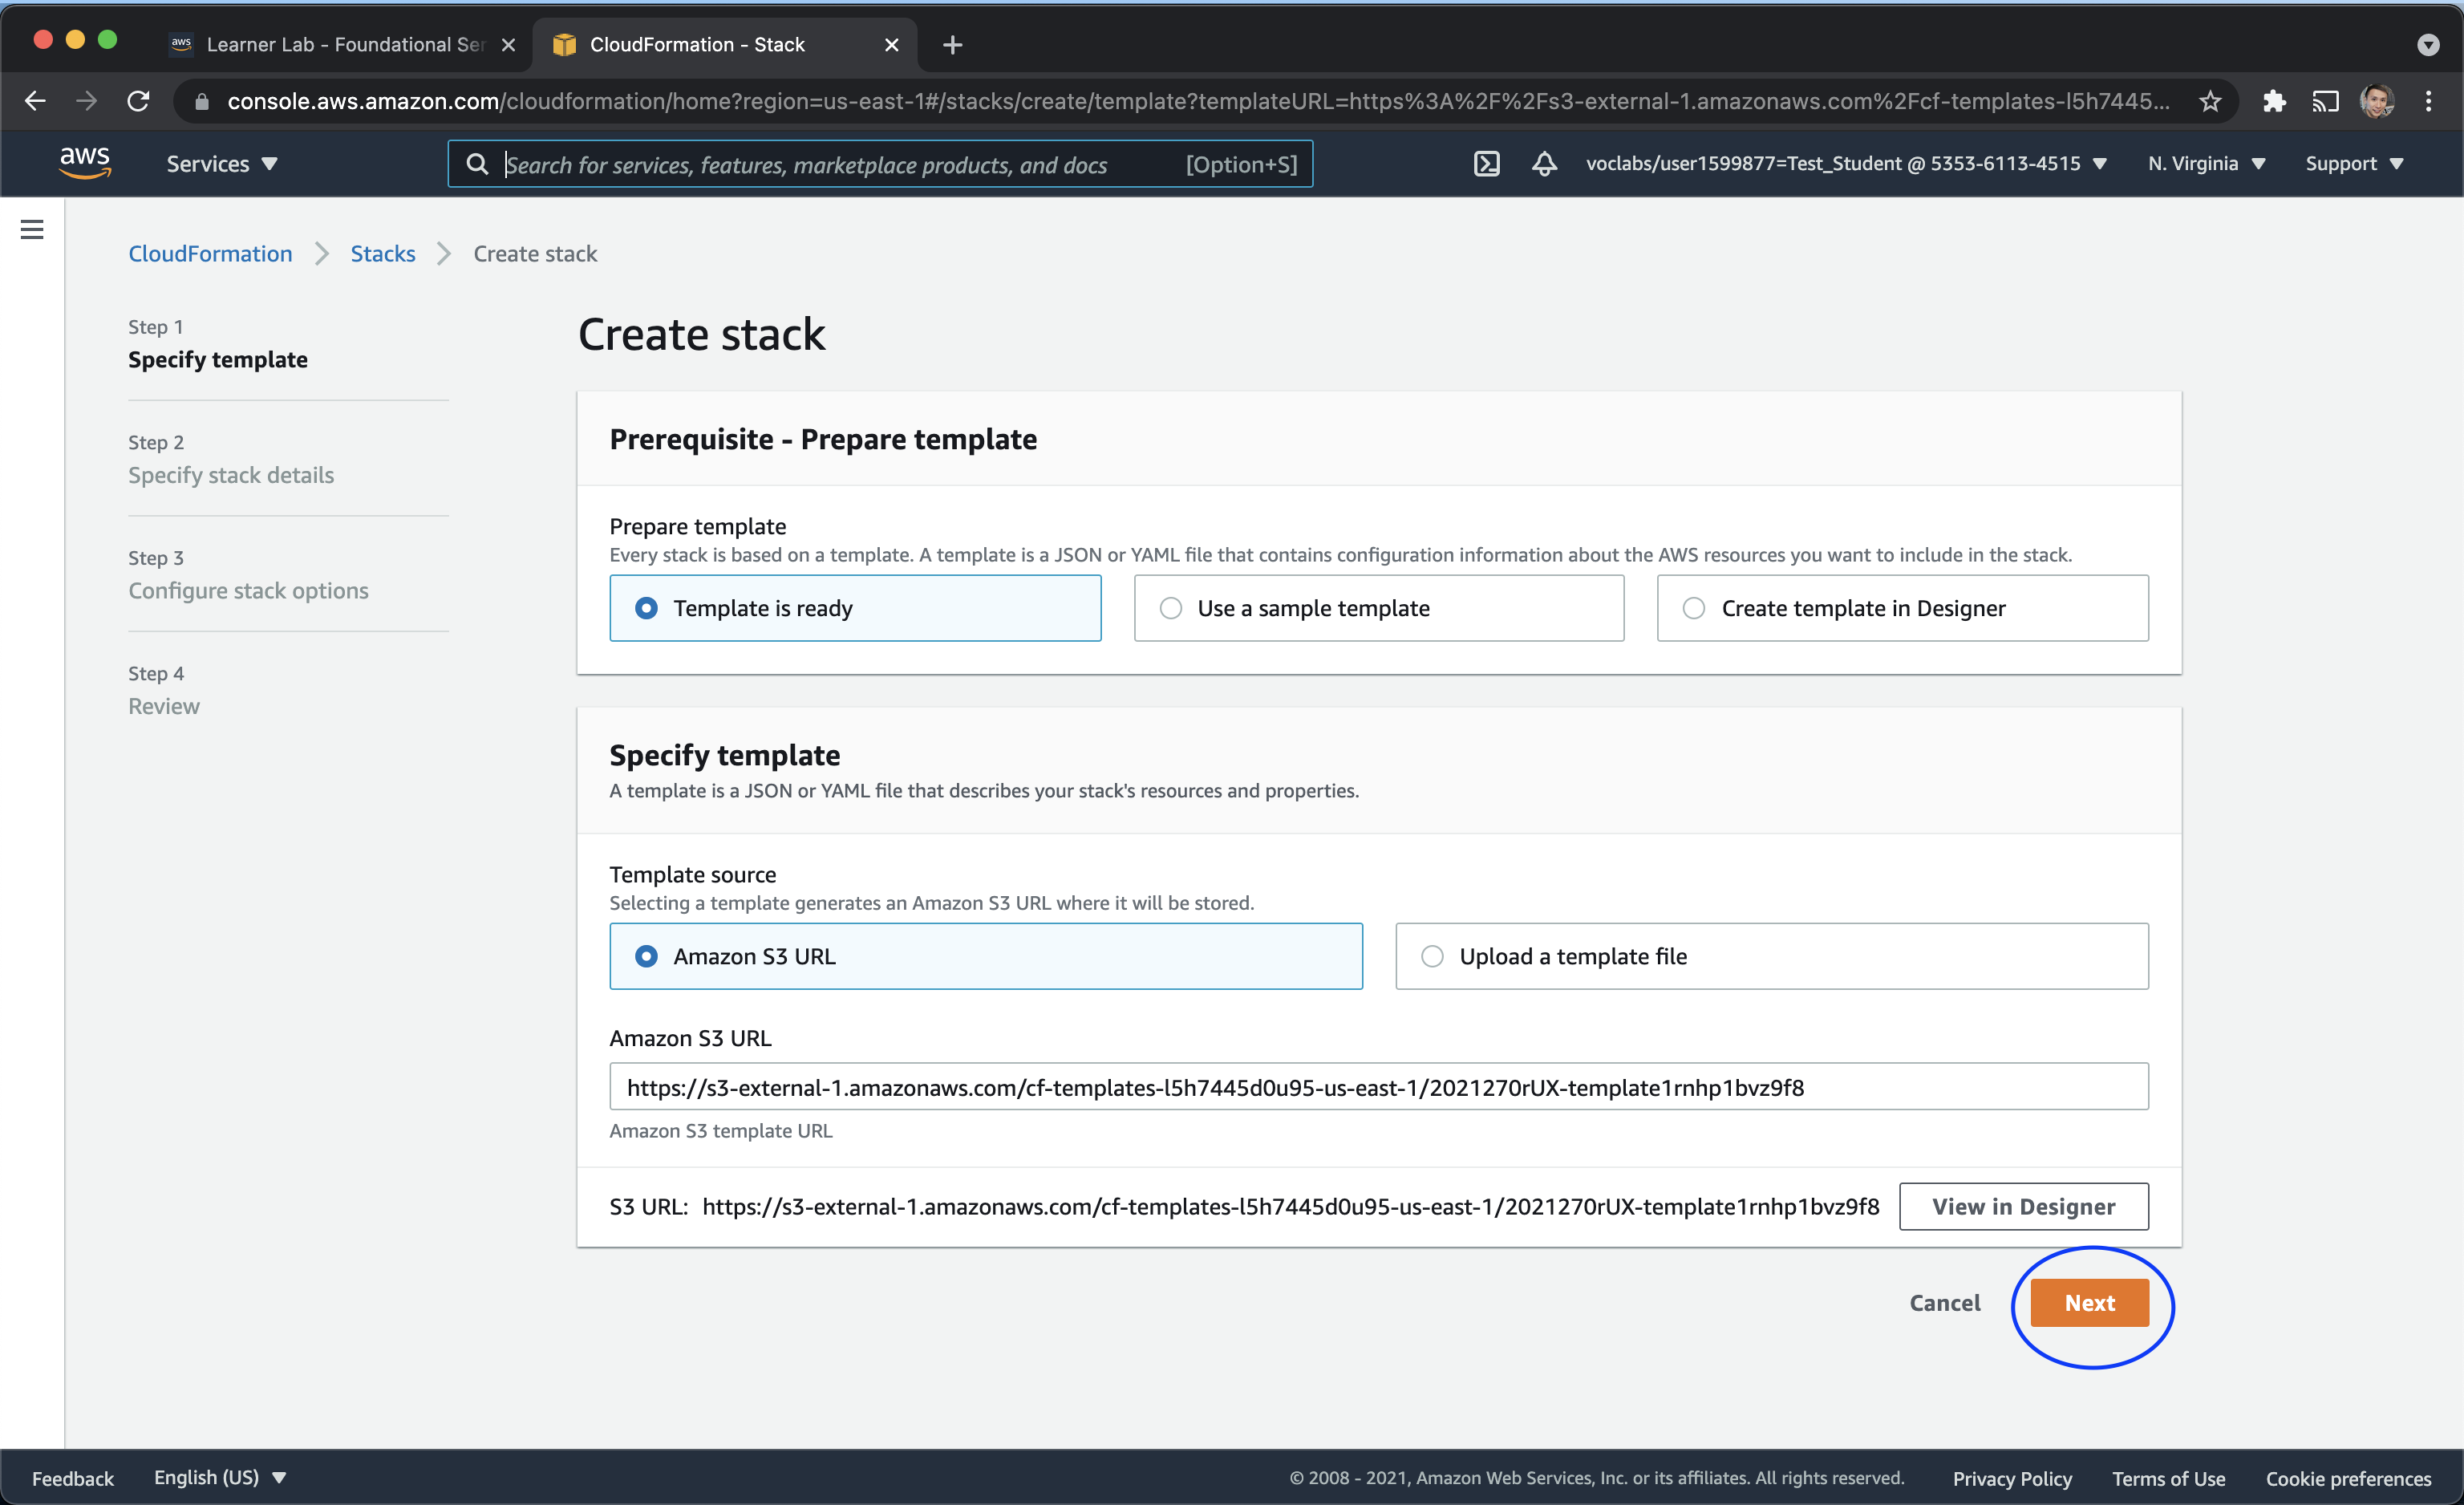 aws Learner Lab - Foundational Ser
CloudFormation - Stack
console.aws.amazon.com/cloudformation/home?region=us-east-1#/stacks/create/template?templateURL=https%3A%2F%2Fs3-external-1.amazonaws.com%2Fcf-templates-l5h7445...
aws
Services
Search for services, features, marketplace products, and docs
[Option+S]
voclabs/user1599877=Test_Student @ 5353-6113-4515
N. Virginia
Support
CloudFormation
Stacks
Create stack
Step 1
Specify template
Step 2
Specify stack details
Step 3
Configure stack options
Step 4
Review
Create stack
Prerequisite - Prepare template
Prepare template
Every stack is based on a template. A template is a JSON or YAML file that contains configuration information about the AWS resources you want to include in the stack.
Template is ready
Use a sample template
Create template in Designer
Specify template
A template is a JSON or YAML file that describes your stack's resources and properties.
Template source
Selecting a template generates an Amazon S3 URL where it will be stored.
Amazon S3 URL
Upload a template file
Amazon S3 URL
https://s3-external-1.amazonaws.com/cf-templates-l5h7445d0u95-us-east-1/2021270rUX-template1rnhp1bvz9f8
Amazon S3 template URL
S3 URL: https://s3-external-1.amazonaws.com/cf-templates-l5h7445d0u95-us-east-1/2021270rUX-template1rnhp1bvz9f8
View in Designer
Cancel
Next
Feedback
English (US)
© 2008 - 2021, Amazon Web Services, Inc. or its affiliates. All rights reserved.
Privacy Policy
Terms of Use
Cookie preferences